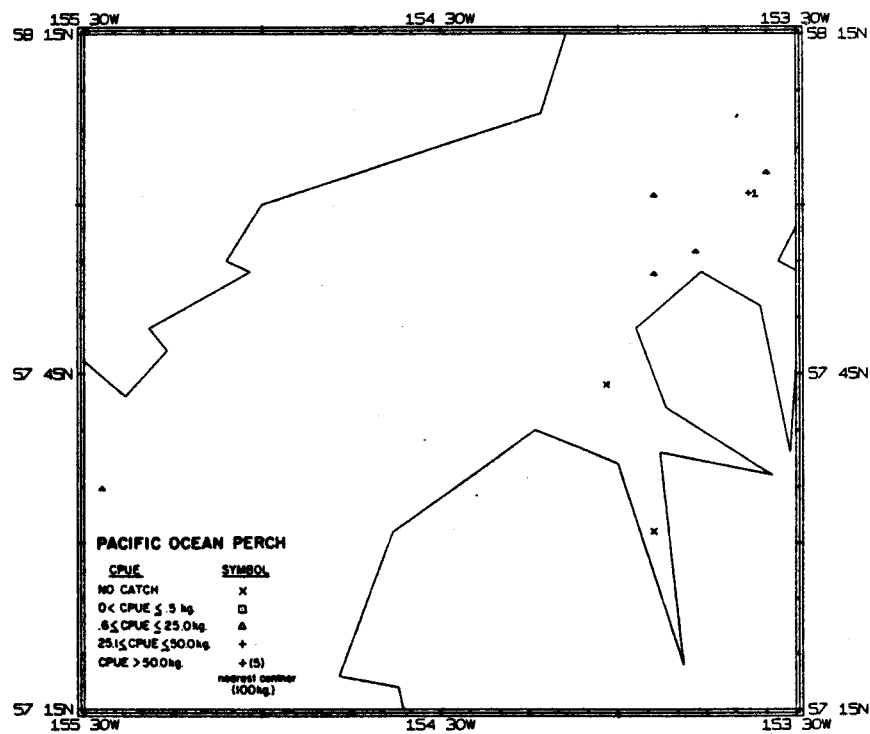 155 30W 154 30W 153 30W
58 15N 58 15N
+1
57 45N 57 45N
PACIFIC OCEAN PERCH
CPUE SYMBOL
NO CATCH x
0< CPUE ≤ .5 kg. □
.6≤CPUE ≤25.0kg. △
25.1≤CPUE ≤50.0kg. +
CPUE >50.0kg. +(5)
nearest centner
(100kg.)
57 15N 57 15N
155 30W 154 30W 153 30W